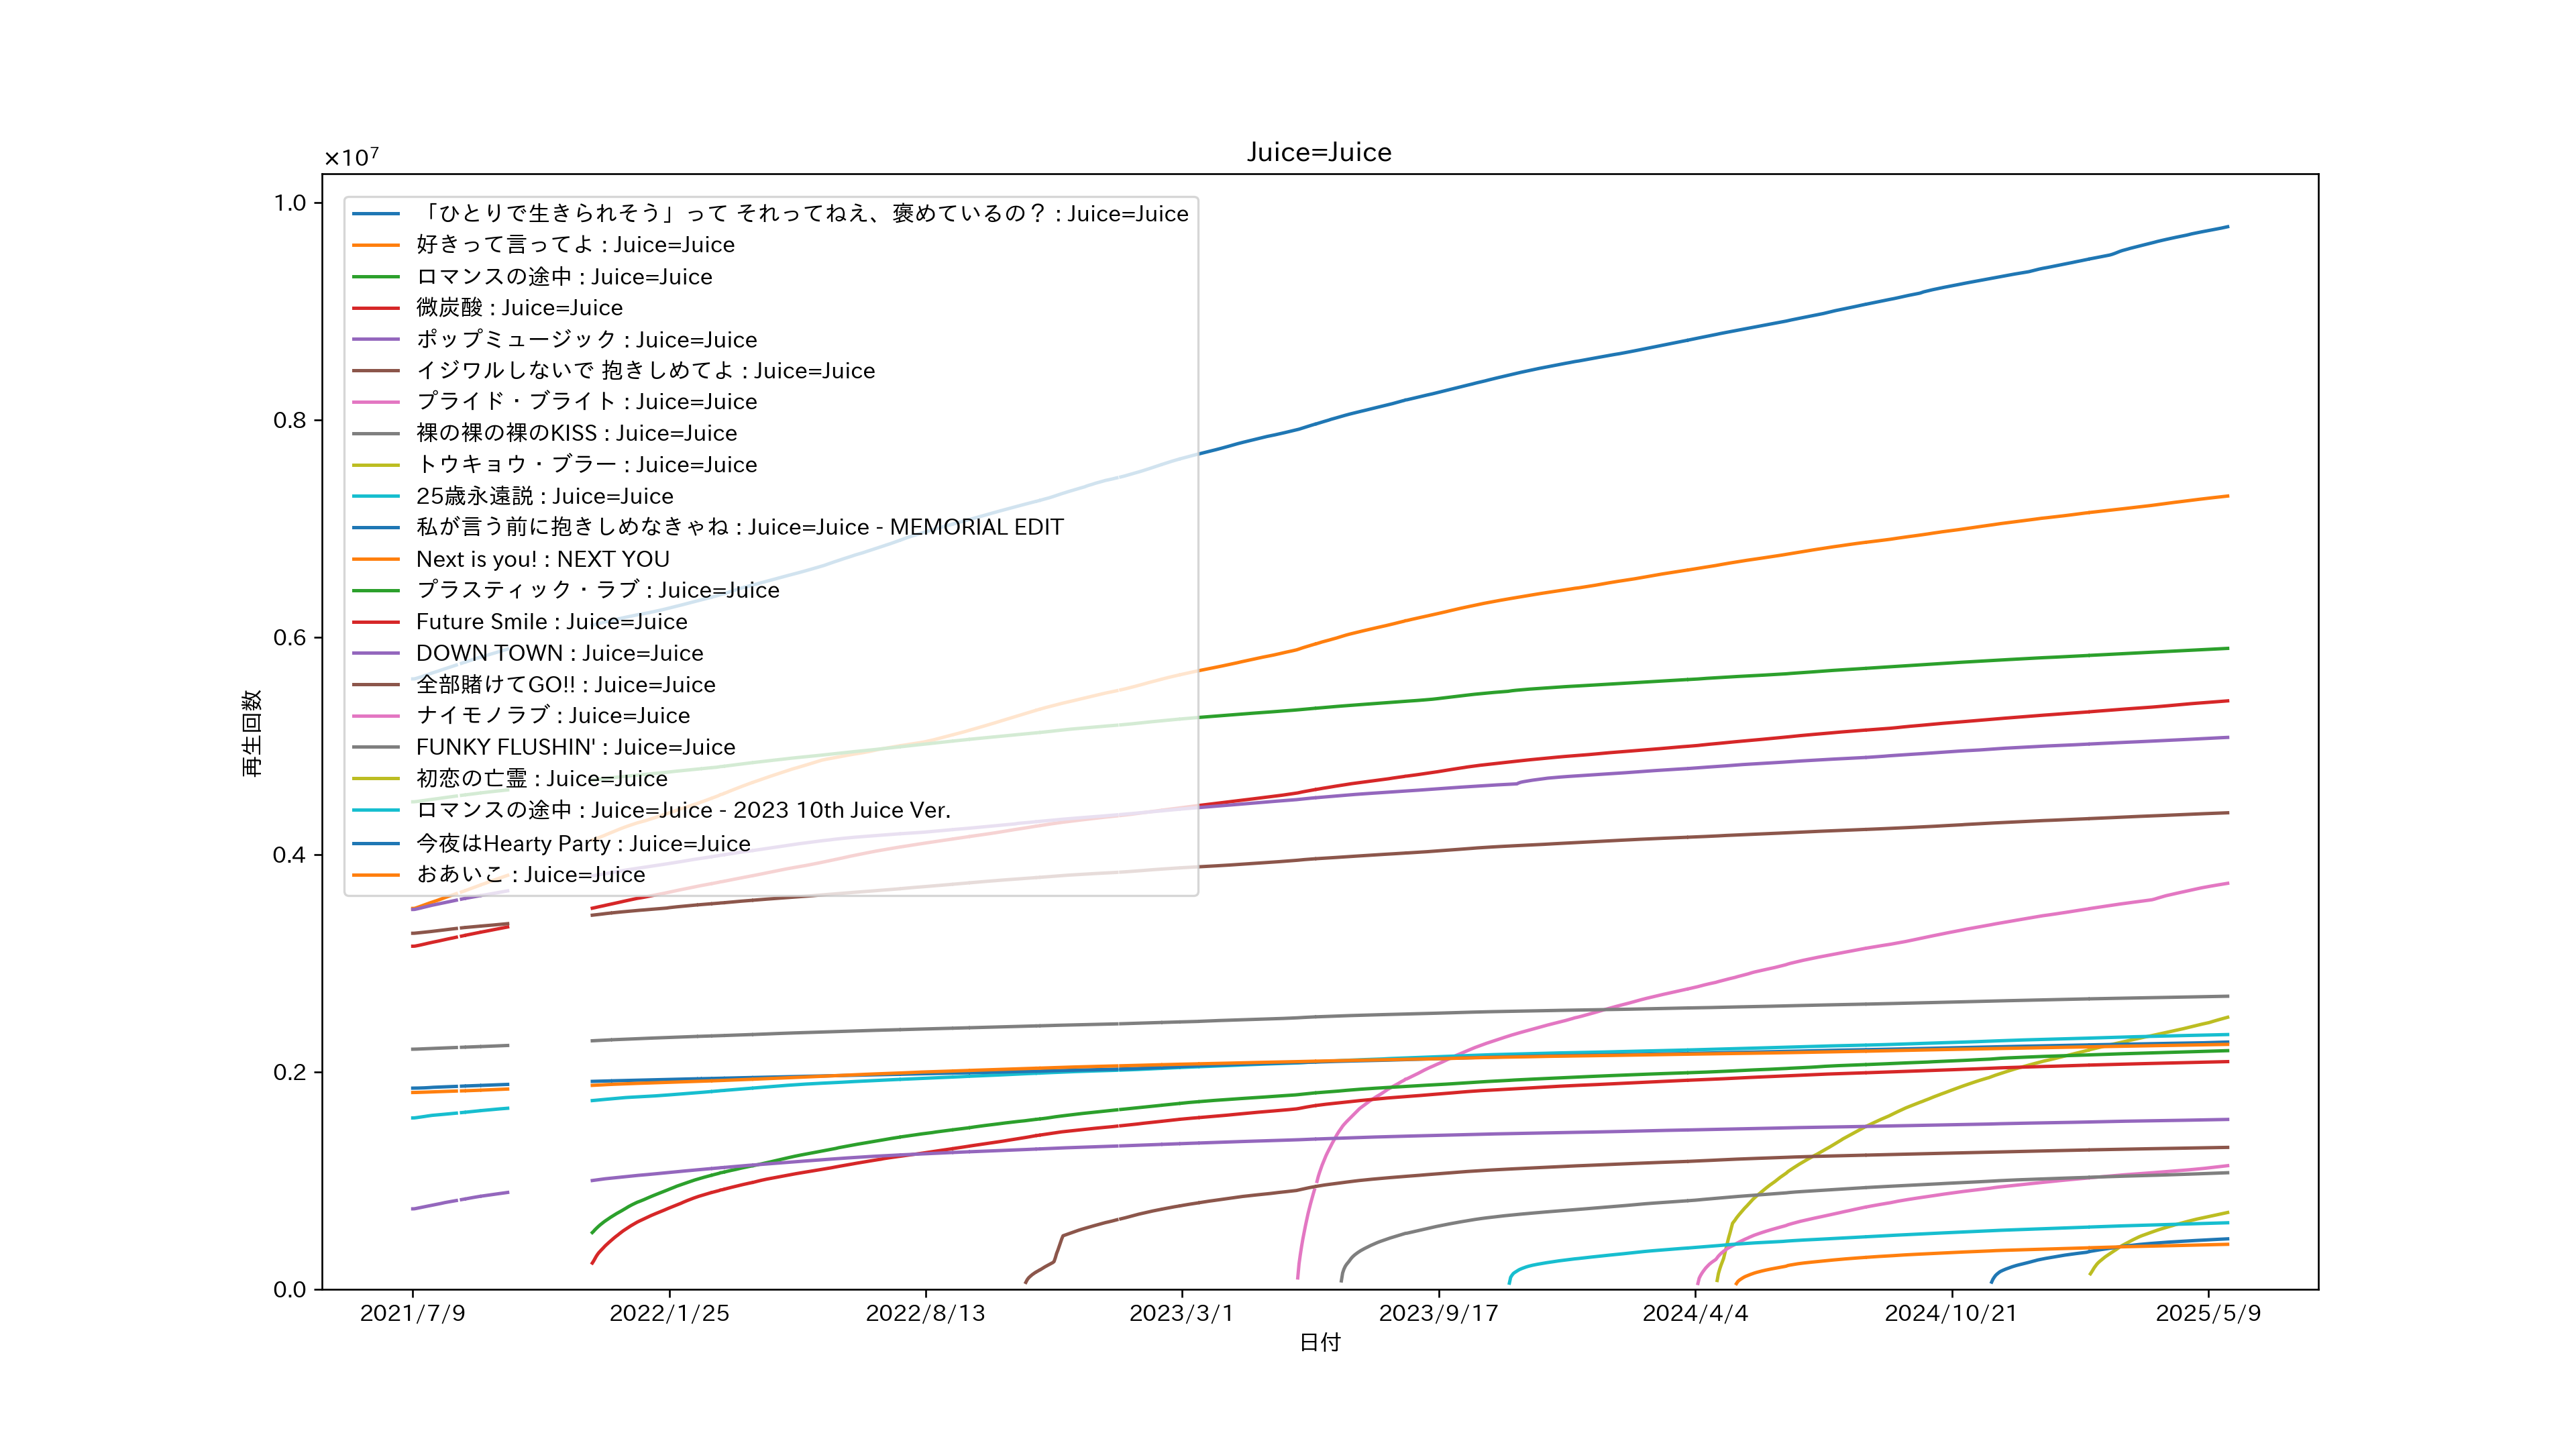 Juice=Juice
×10⁷
1.0
0.8
0.6
0.4
0.2
0.0
再生回数
「ひとりで生きられそう」って それってねえ、褒めているの？ : Juice=Juice
好きって言ってよ : Juice=Juice
ロマンスの途中 : Juice=Juice
微炭酸 : Juice=Juice
ポップミュージック : Juice=Juice
イジワルしないで 抱きしめてよ : Juice=Juice
プライド・ブライト : Juice=Juice
裸の裸の裸のKISS : Juice=Juice
トウキョウ・ブラー : Juice=Juice
25歳永遠説 : Juice=Juice
私が言う前に抱きしめなきゃね : Juice=Juice - MEMORIAL EDIT
Next is you! : NEXT YOU
プラスティック・ラブ : Juice=Juice
Future Smile : Juice=Juice
DOWN TOWN : Juice=Juice
全部賭けてGO!! : Juice=Juice
ナイモノラブ : Juice=Juice
FUNKY FLUSHIN' : Juice=Juice
初恋の亡霊 : Juice=Juice
ロマンスの途中 : Juice=Juice - 2023 10th Juice Ver.
今夜はHearty Party : Juice=Juice
おあいこ : Juice=Juice
2021/7/9
2022/1/25
2022/8/13
2023/3/1
2023/9/17
2024/4/4
2024/10/21
2025/5/9
日付